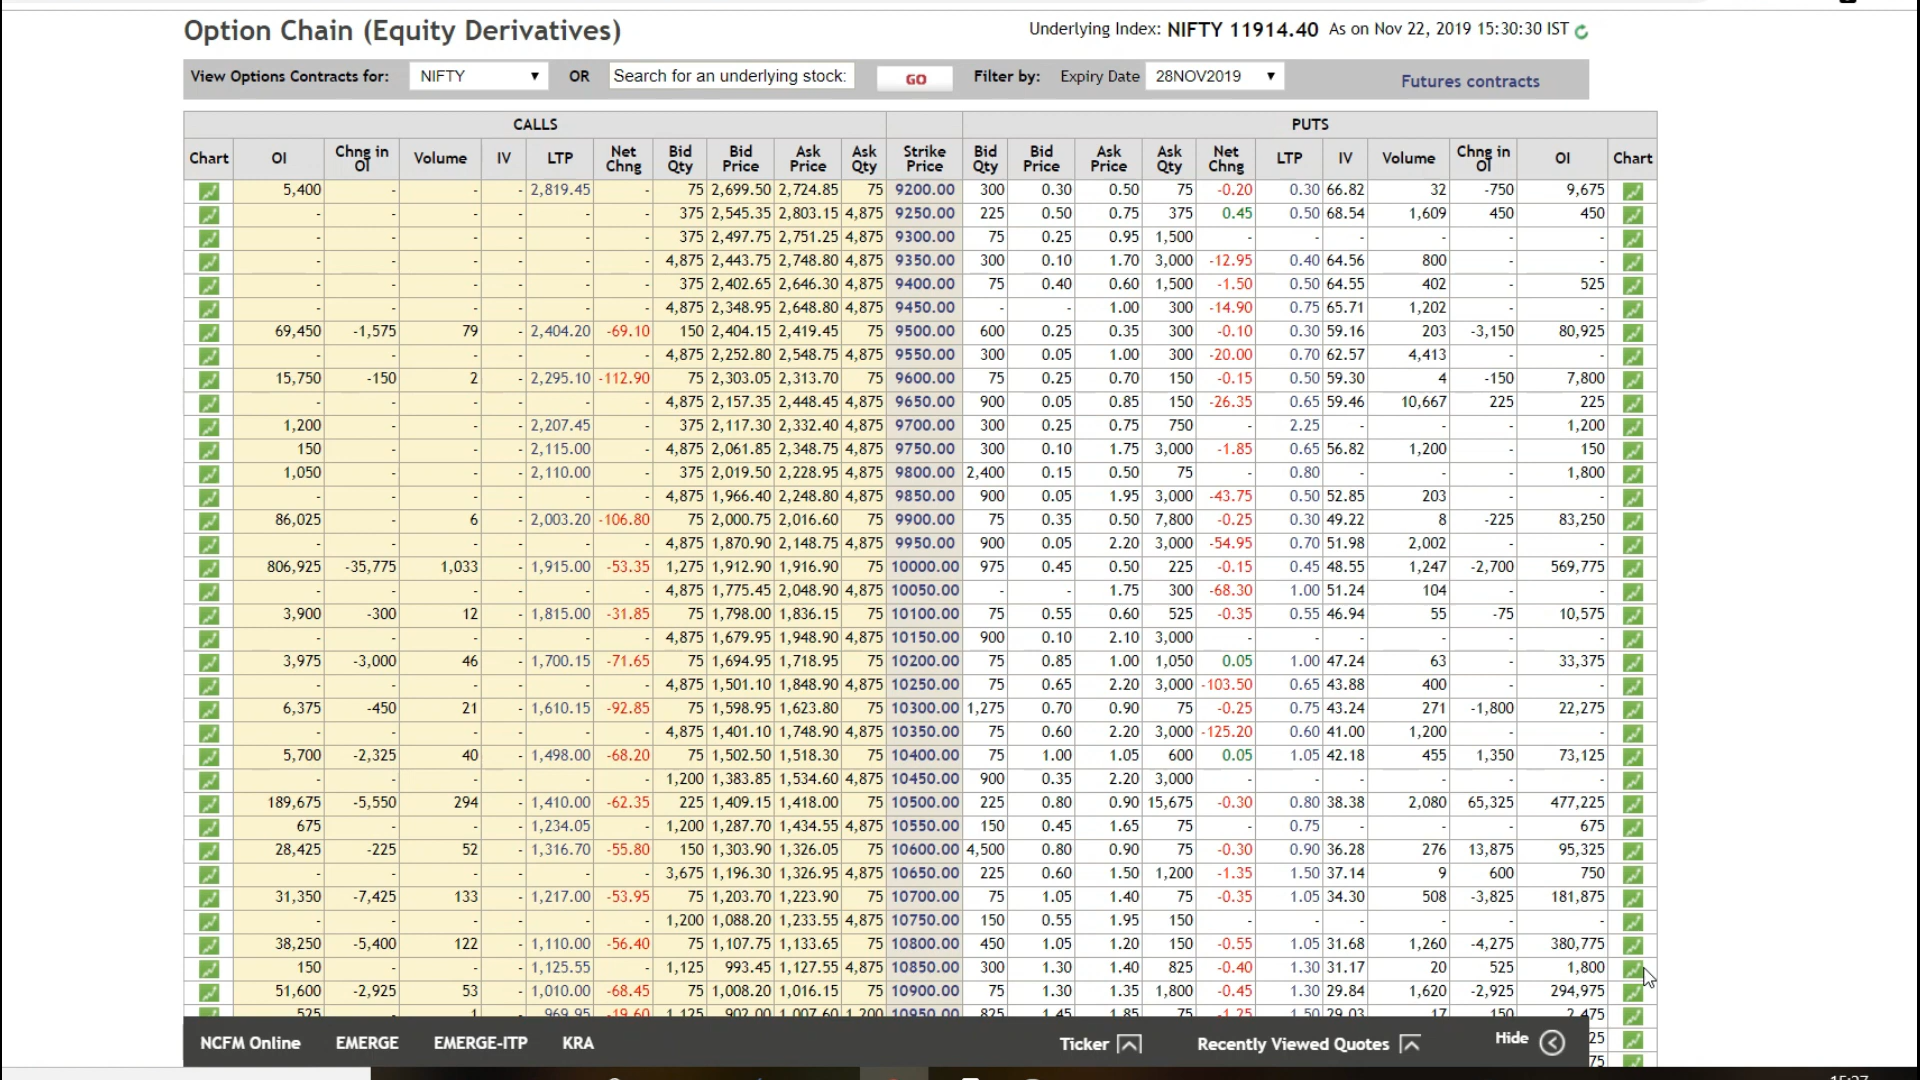 Option Chain (Equity Derivatives)
Underlying Index: NIFTY 11914.40 As on Nov 22, 2019 15:30:30 IST
View Options Contracts for: NIFTY OR Search for an underlying stock: GO Filter by: Expiry Date 28NOV2019 Futures contracts
CALLS PUTS
Chart OI Chng in OI Volume IV LTP Net Chng Bid Qty Bid Price Ask Price Ask Qty Strike Price Bid Qty Bid Price Ask Price Ask Qty Net Chng LTP IV Volume Chng in OI OI Chart
5,400 - - - 2,819.45 - 75 2,699.50 2,724.85 75 9200.00 300 0.30 0.50 75 -0.20 0.30 66.82 32 -750 9,675
- - - - - - 375 2,545.35 2,803.15 4,875 9250.00 225 0.50 0.75 375 0.45 0.50 68.54 1,609 450 450
- - - - - - 375 2,497.75 2,751.25 4,875 9300.00 75 0.25 0.95 1,500 - - - - - -
- - - - - - 4,875 2,443.75 2,748.80 4,875 9350.00 300 0.10 1.70 3,000 -12.95 0.40 64.56 800 - -
- - - - - - 375 2,402.65 2,646.30 4,875 9400.00 75 0.40 0.60 1,500 -1.50 0.50 64.55 402 - 525
- - - - - - 4,875 2,348.95 2,648.80 4,875 9450.00 - - 1.00 300 -14.90 0.75 65.71 1,202 - -
69,450 -1,575 79 - 2,404.20 -69.10 150 2,404.15 2,419.45 75 9500.00 600 0.25 0.35 300 -0.10 0.30 59.16 203 -3,150 80,925
- - - - - - 4,875 2,252.80 2,548.75 4,875 9550.00 300 0.05 1.00 300 -20.00 0.70 62.57 4,413 - -
15,750 -150 2 - 2,295.10 -112.90 75 2,303.05 2,313.70 75 9600.00 75 0.25 0.70 150 -0.15 0.50 59.30 4 -150 7,800
- - - - - - 4,875 2,157.35 2,448.45 4,875 9650.00 900 0.05 0.85 150 -26.35 0.65 59.46 10,667 225 225
1,200 - - - 2,207.45 - 375 2,117.30 2,332.40 4,875 9700.00 300 0.25 0.75 750 - 2.25 - - - 1,200
150 - - - 2,115.00 - 4,875 2,061.85 2,348.75 4,875 9750.00 300 0.10 1.75 3,000 -1.85 0.65 56.82 1,200 - 150
1,050 - - - 2,110.00 - 375 2,019.50 2,228.95 4,875 9800.00 2,400 0.15 0.50 75 - 0.80 - - - 1,800
- - - - - - 4,875 1,966.40 2,248.80 4,875 9850.00 900 0.05 1.95 3,000 -43.75 0.50 52.85 203 - -
86,025 - 6 - 2,003.20 -106.80 75 2,000.75 2,016.60 75 9900.00 75 0.35 0.50 7,800 -0.25 0.30 49.22 8 -225 83,250
- - - - - - 4,875 1,870.90 2,148.75 4,875 9950.00 900 0.05 2.20 3,000 -54.95 0.70 51.98 2,002 - -
806,925 -35,775 1,033 - 1,915.00 -53.35 1,275 1,912.90 1,916.90 45 10000.00 975 0.45 0.50 225 -0.15 0.45 48.55 1,247 -2,700 569,775
- - - - - - 4,875 1,775.45 2,048.90 4,875 10050.00 - - 1.75 300 -68.30 1.00 51.24 104 - -
3,900 -300 12 - 1,815.00 -31.85 75 1,798.00 1,836.15 75 10100.00 75 0.55 0.60 525 -0.35 0.55 46.94 55 -75 10,575
- - - - - - 4,875 1,679.95 1,948.90 4,875 10150.00 900 0.10 2.10 3,000 - - - - - -
3,975 -3,000 46 - 1,700.15 -71.65 75 1,694.95 1,718.95 75 10200.00 75 0.85 1.00 1,050 0.05 1.00 47.24 63 - 33,375
- - - - - - 4,875 1,501.10 1,848.90 4,875 10250.00 75 0.65 2.20 3,000 -103.50 0.65 43.88 400 - -
6,375 -450 21 - 1,610.15 -92.85 75 1,598.95 1,623.80 75 10300.00 1,275 0.70 0.90 75 -0.25 0.75 43.24 271 -1,800 22,275
- - - - - - 4,875 1,401.10 1,748.90 4,875 10350.00 75 0.60 2.20 3,000 -125.20 0.60 41.00 1,200 - -
5,700 -2,325 40 - 1,498.00 -68.20 75 1,502.50 1,518.30 75 10400.00 75 1.00 1.05 600 0.05 1.05 42.18 455 1,350 73,125
- - - - - - 1,200 1,383.85 1,534.60 4,875 10450.00 900 0.35 2.20 3,000 - - - - - -
189,675 -5,550 294 - 1,410.00 -62.35 225 1,409.15 1,418.00 75 10500.00 225 0.80 0.90 15,675 -0.30 0.80 38.38 2,080 65,325 477,225
675 - - - 1,234.05 - 1,200 1,287.70 1,434.55 4,875 10550.00 150 0.45 1.65 75 - 0.75 - - - 675
28,425 -225 52 - 1,316.70 -55.80 150 1,303.90 1,326.05 75 10600.00 4,500 0.80 0.90 75 -0.30 0.90 36.28 276 13,875 95,325
- - - - - - 3,675 1,196.30 1,326.95 4,875 10650.00 225 0.60 1.50 1,200 -1.35 1.50 37.14 9 600 750
31,350 -7,425 133 - 1,217.00 -53.95 75 1,203.70 1,223.90 75 10700.00 75 1.05 1.40 75 -0.35 1.05 34.30 508 -3,825 181,875
- - - - - - 1,200 1,088.20 1,233.55 4,875 10750.00 150 0.55 1.95 150 - - - - - -
38,250 -5,400 122 - 1,110.00 -56.40 75 1,107.75 1,133.65 75 10800.00 450 1.05 1.20 150 -0.55 1.05 31.68 1,260 -4,275 380,775
150 - - - 1,125.55 - 1,125 993.45 1,127.55 4,875 10850.00 300 1.30 1.40 825 -0.40 1.30 31.17 20 525 1,800
51,600 -2,925 53 - 1,010.00 -68.45 75 1,008.20 1,016.15 75 10900.00 75 1.30 1.35 1,800 -0.45 1.30 29.84 1,620 -2,925 294,975
525 - 1 - 969.95 -19.60 1,125 902.00 1,007.60 1,200 10950.00 825 1.45 1.85 75 -1.25 1.50 29.03 17 150 2,475
NCFM Online EMERGE EMERGE-ITP KRA Ticker Recently Viewed Quotes Hide 25
75